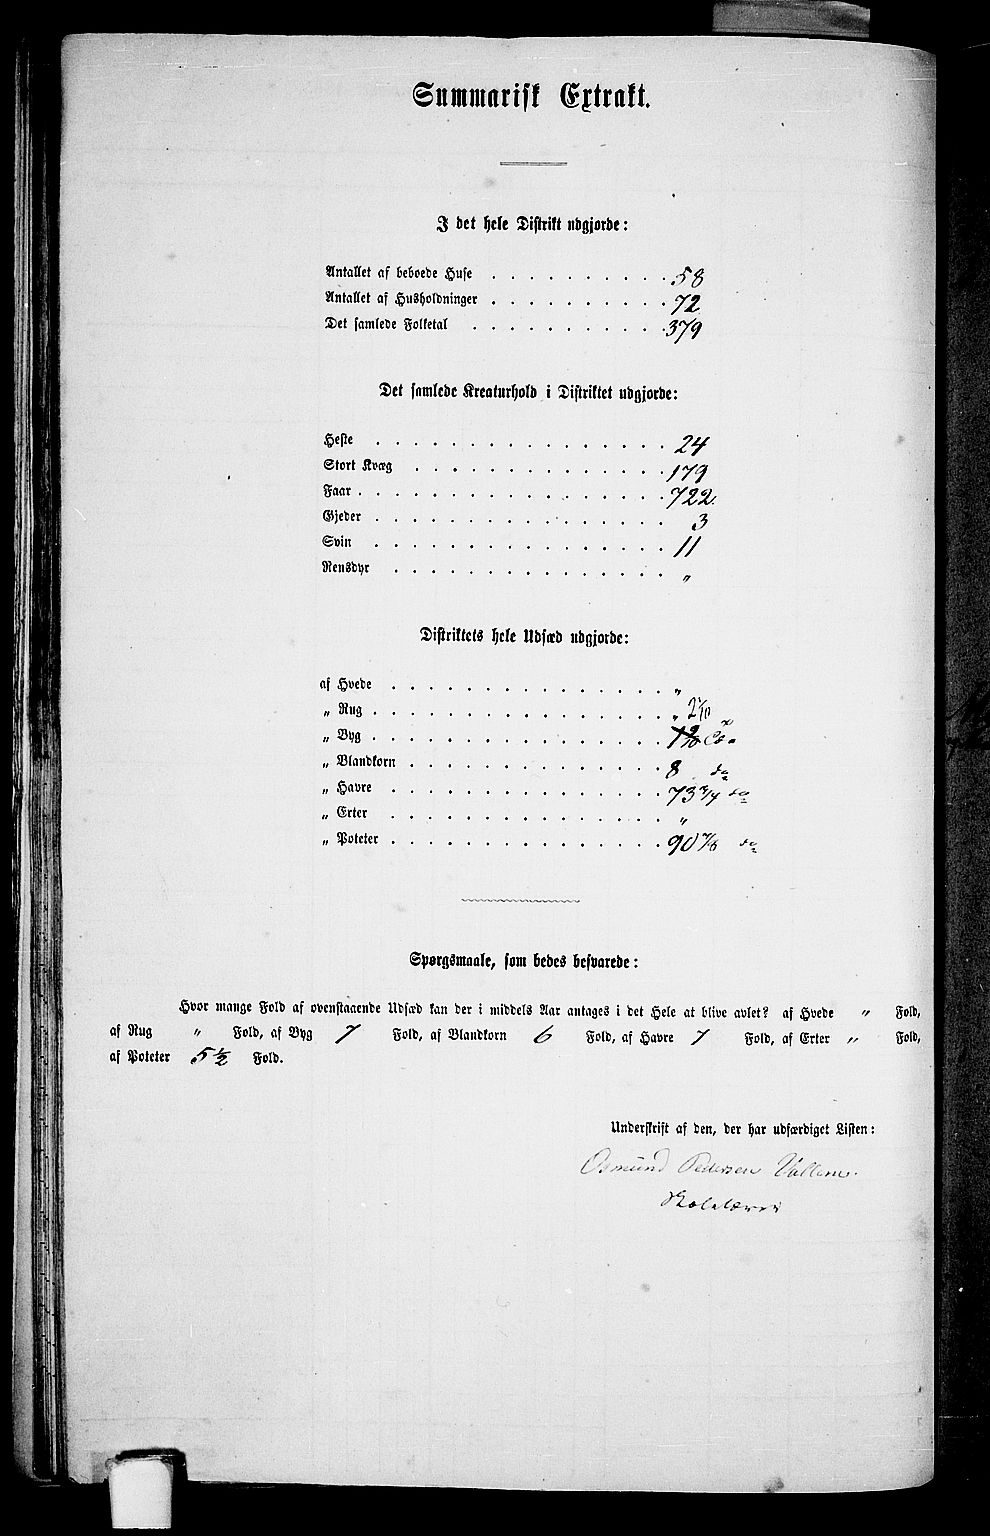 Summarisk Extrakt.
I det hele Distrikt udgjorde:
Antallet af beboede Huse . . . . . . . . . . 58
Antallet af Husholdninger . . . . . . . . . . 72
Det samlede Folketal . . . . . . . . . . . 379
Det samlede Kreaturhold i Distriktet udgjorde:
Heste . . . . . . . . . . . . . . . . 24
Stort Kvæg . . . . . . . . . . . . . . 179
Faar . . . . . . . . . . . . . . . . . 722
Gjeder . . . . . . . . . . . . . . . . 3
Svin . . . . . . . . . . . . . . . . 11
Rensdyr . . . . . . . . . . . . . . . „
Distriktets hele Udsæd udgjorde:
af Hvede . . . . . . . . . . . . . . . . „
„ Rug . . . . . . . . . . . . . . . . . „
„ Byg . . . . . . . . . . . . . . . . .
„ Blandkorn . . . . . . . . . . . . . . 8 do
„ Havre . . . . . . . . . . . . . . . 73 3/4 do
„ Erter . . . . . . . . . . . . . . . „
„ Poteter . . . . . . . . . . . . . . . 90 7/8 do
Spørgsmaale, som bedes besvarede:
Hvor mange Fold af ovenstaaende Udsæd kan der i middels Aar antages i det Hele at blive avlet? af Hvede „ Fold,
af Rug „ Fold, af Byg 7 Fold, af Blandkorn 6 Fold, af Havre 7 Fold, af Erter „ Fold,
af Poteter 5 1/2 Fold.
Underskrift af den, der har udfærdiget Listen:
Osmund Pedersen
Skolelærer